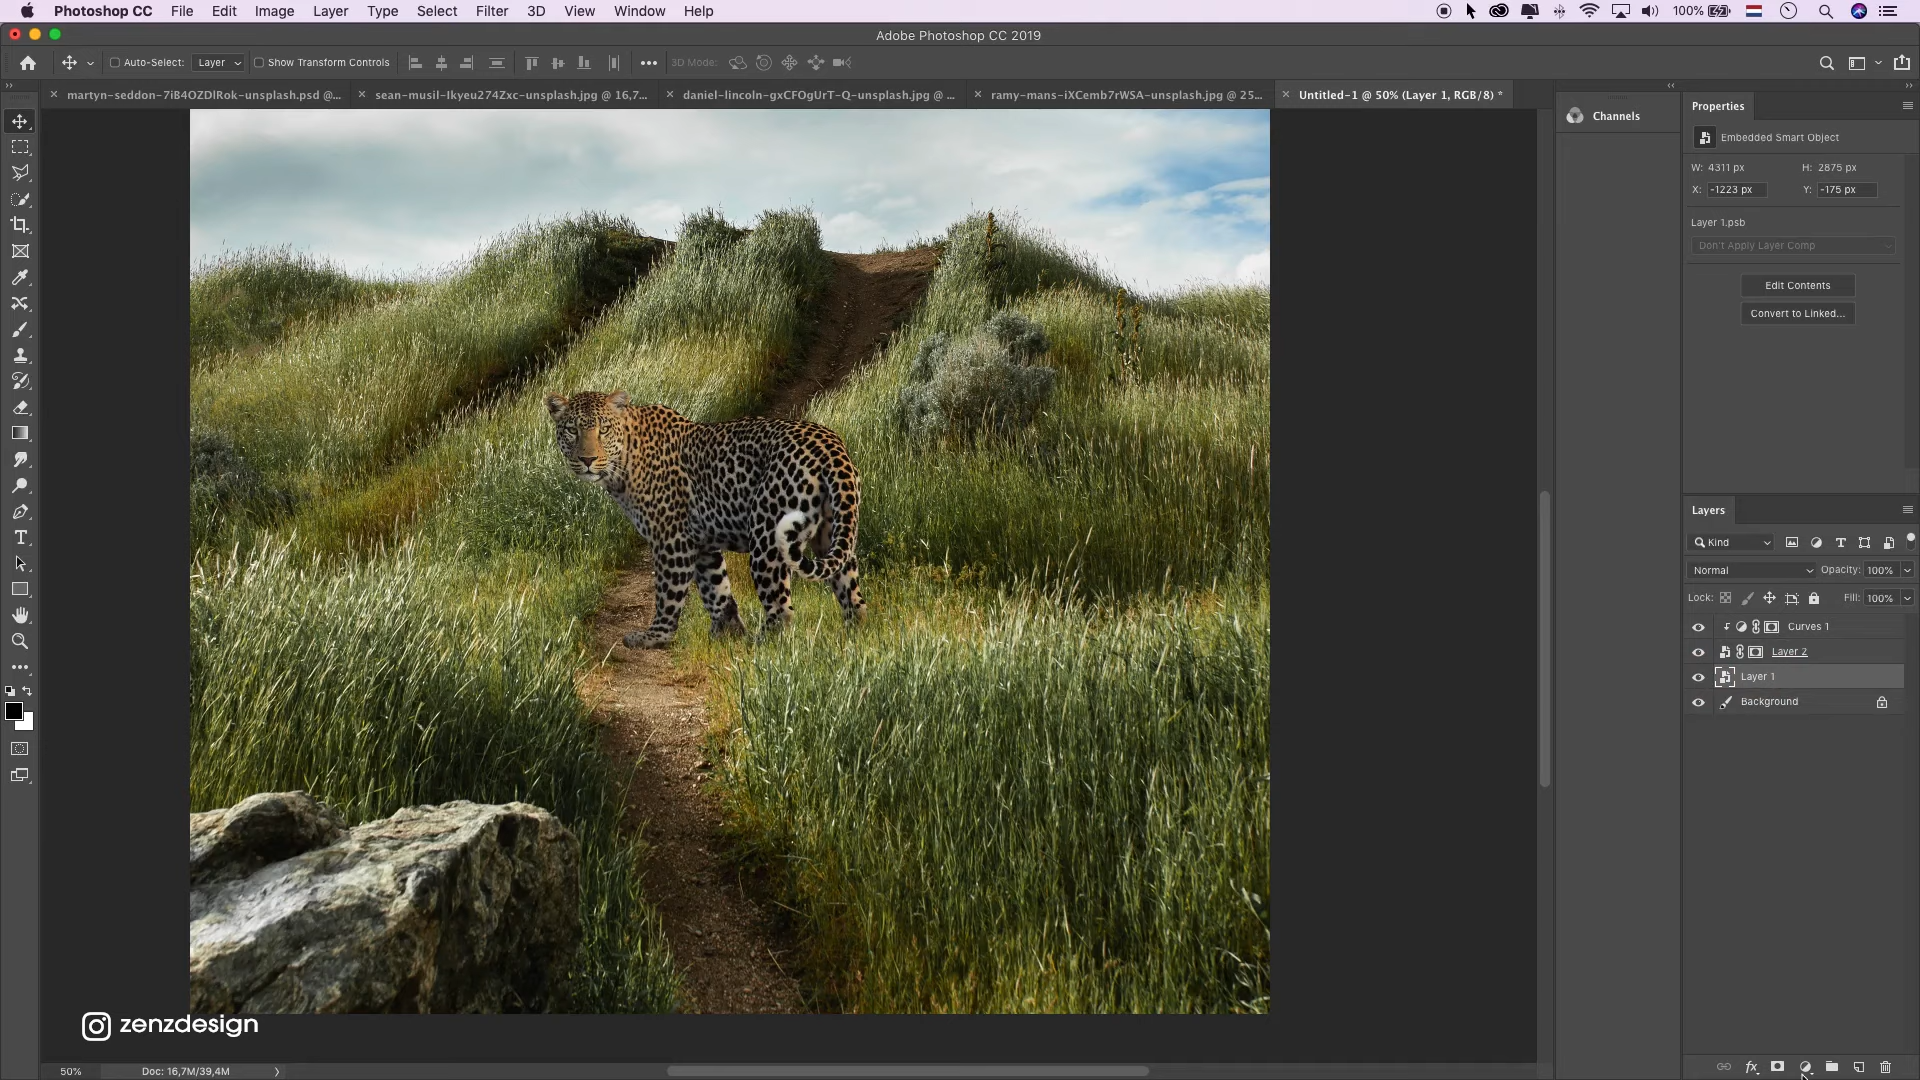 Photoshop CC File Edit Image Layer Type Select Filter 3D View Window Help 100%
Adobe Photoshop CC 2019
Auto-Select: Layer Show Transform Controls 3D Mode:
martyn-seddon-7iB4OZDlRok-unsplash.psd @... sean-musil-Ikyeu274Zxc-unsplash.jpg @ 16,7... daniel-lincoln-gxCFOgUrT-Q-unsplash.jpg @ ... ramy-mans-iXCemb7rWSA-unsplash.jpg @ 25... Untitled-1 @ 50% (Layer 1, RGB/8) *
Channels
Properties
Embedded Smart Object
W: 4311 px H: 2875 px
X: -1223 px Y: -175 px
Layer 1.psb
Don't Apply Layer Comp
Edit Contents
Convert to Linked...
Layers
Kind
Normal Opacity: 100%
Lock: Fill: 100%
Curves 1
Layer 2
Layer 1
Background
zenzdesign
50% Doc: 16,7M/39,4M